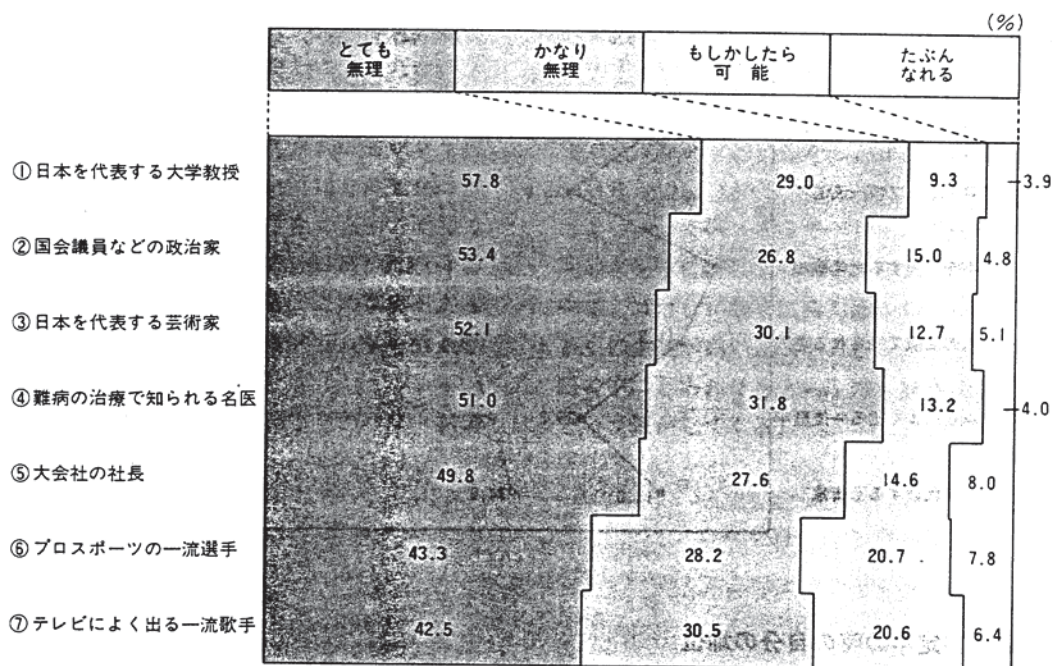 (%)
とても
無理
かなり
無理
もしかしたら
可能
たぶん
なれる
①日本を代表する大学教授 57.8 29.0 9.3 3.9
②国会議員などの政治家 53.4 26.8 15.0 4.8
③日本を代表する芸術家 52.1 30.1 12.7 5.1
④難病の治療で知られる名医 51.0 31.8 13.2 4.0
⑤大会社の社長 49.8 27.6 14.6 8.0
⑥プロスポーツの一流選手 43.3 28.2 20.7 7.8
⑦テレビによく出る一流歌手 42.5 30.5 20.6 6.4